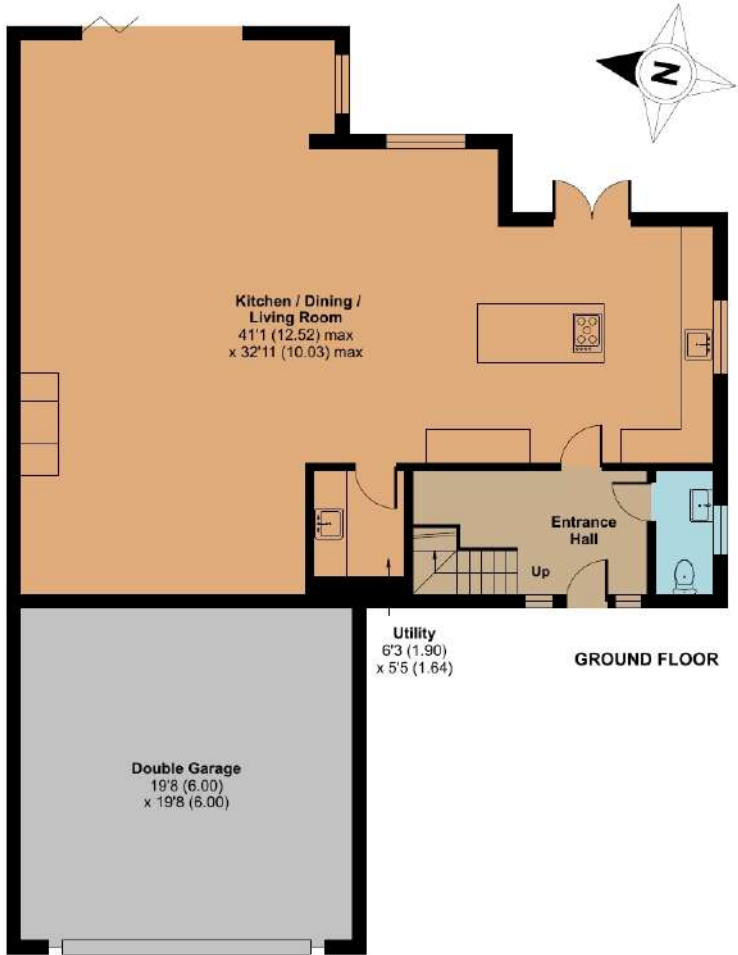 N
Kitchen / Dining /
Living Room
41'1 (12.52) max
x 32'11 (10.03) max
Entrance
Hall
Up
Utility
6'3 (1.90)
x 5'5 (1.64)
GROUND FLOOR
Double Garage
19'8 (6.00)
x 19'8 (6.00)